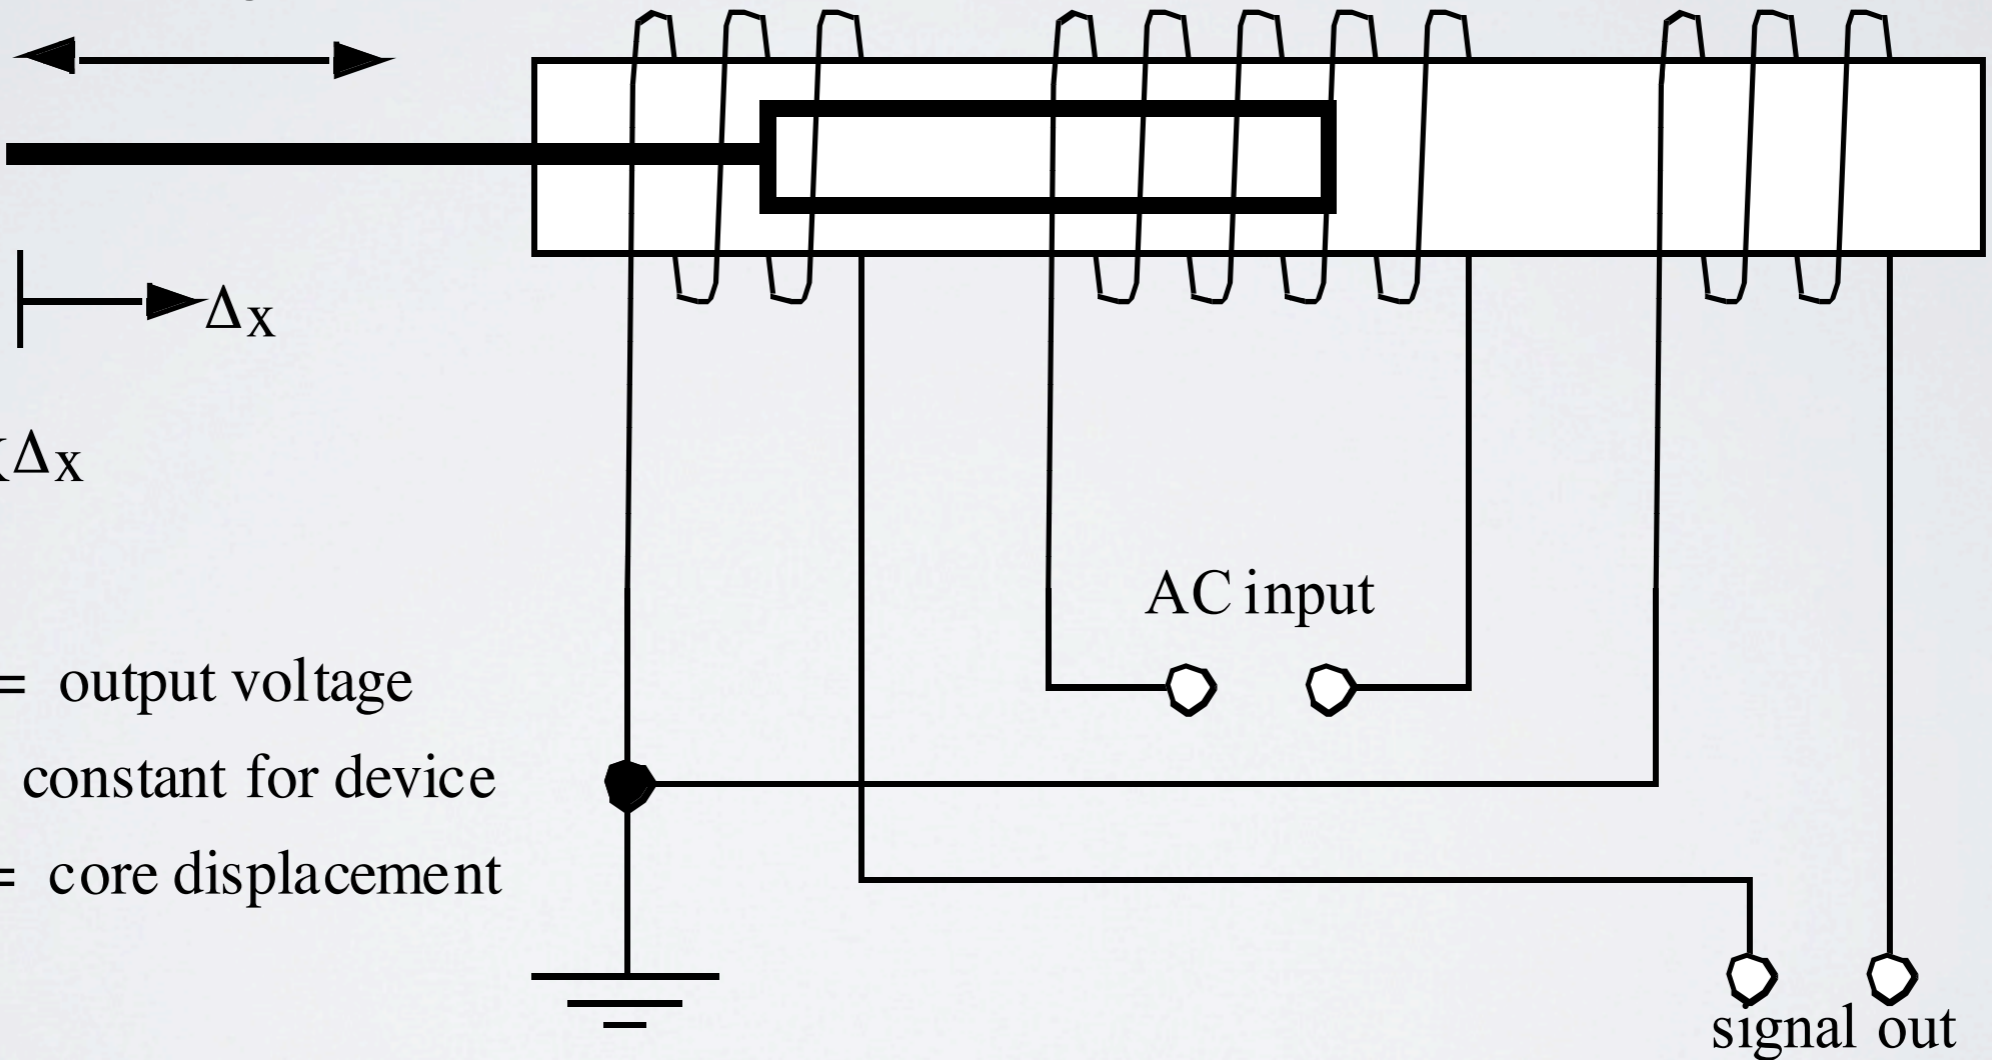 Δx
Δx
AC input
= output voltage
constant for device
= core displacement
signal out